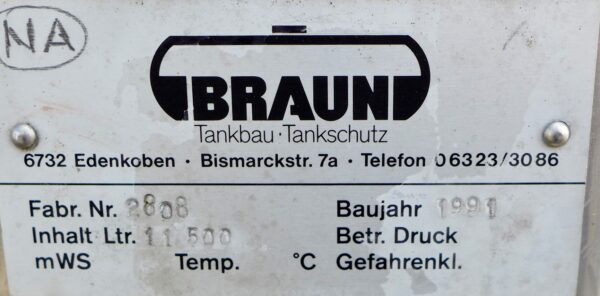 NA
BRAUN
Tankbau · Tankschutz
6732 Edenkoben · Bismarckstr. 7a · Telefon 06323/3086
Fabr. Nr. 2808 Baujahr 1991
Inhalt Ltr. 11 500 Betr. Druck
mWS Temp. °C Gefahrenkl.